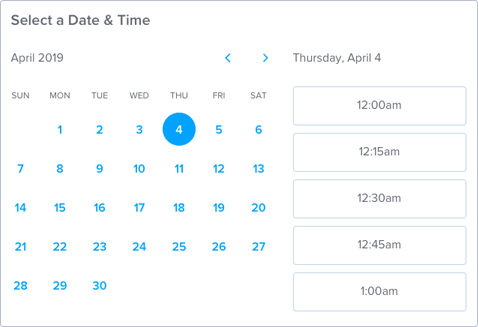 Select a Date & Time
April 2019
Thursday, April 4
SUN MON TUE WED THU FRI SAT
1 2 3 4 5 6
7 8 9 10 11 12 13
14 15 16 17 18 19 20
21 22 23 24 25 26 27
28 29 30
12:00am
12:15am
12:30am
12:45am
1:00am